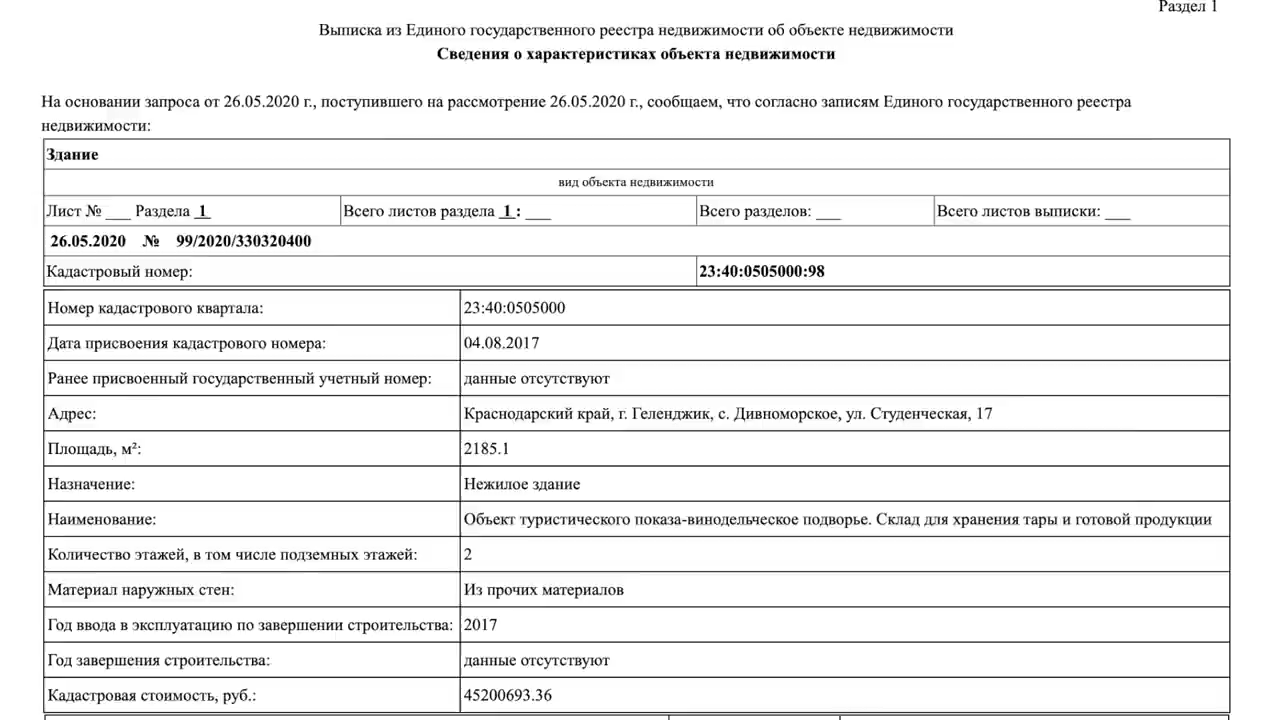 Раздел 1
Выписка из Единого государственного реестра недвижимости об объекте недвижимости
Сведения о характеристиках объекта недвижимости
На основании запроса от 26.05.2020 г., поступившего на рассмотрение 26.05.2020 г., сообщаем, что согласно записям Единого государственного реестра
недвижимости:
Здание
вид объекта недвижимости
Лист № ___ Раздела 1 Всего листов раздела 1 : ___ Всего разделов: ___ Всего листов выписки: ___
26.05.2020 № 99/2020/330320400
Кадастровый номер: 23:40:0505000:98
Номер кадастрового квартала: 23:40:0505000
Дата присвоения кадастрового номера: 04.08.2017
Ранее присвоенный государственный учетный номер: данные отсутствуют
Адрес: Краснодарский край, г. Геленджик, с. Дивноморское, ул. Студенческая, 17
Площадь, м²: 2185.1
Назначение: Нежилое здание
Наименование: Объект туристического показа-винодельческое подворье. Склад для хранения тары и готовой продукции
Количество этажей, в том числе подземных этажей: 2
Материал наружных стен: Из прочих материалов
Год ввода в эксплуатацию по завершении строительства: 2017
Год завершения строительства: данные отсутствуют
Кадастровая стоимость, руб.: 45200693.36